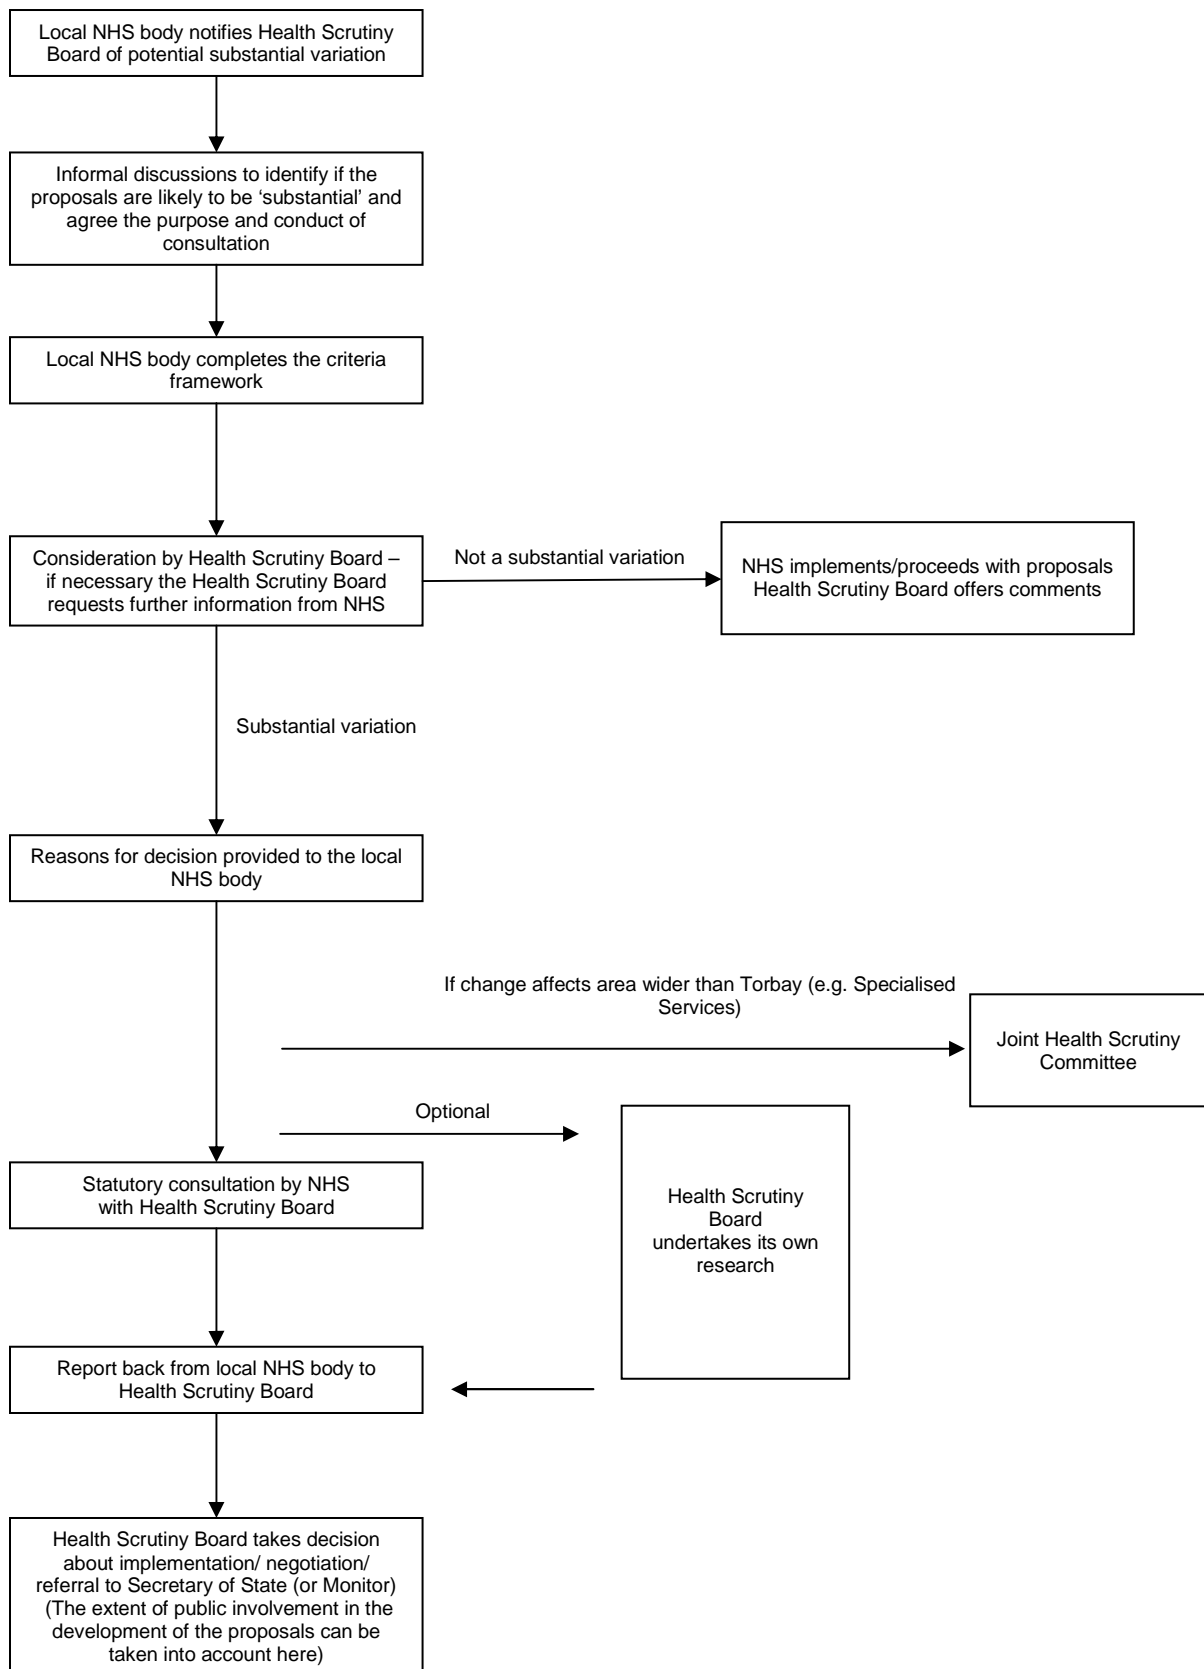 Local NHS body notifies Health Scrutiny
Board of potential substantial variation
Informal discussions to identify if the
proposals are likely to be ‘substantial’ and
agree the purpose and conduct of
consultation
Local NHS body completes the criteria
framework
Consideration by Health Scrutiny Board –
if necessary the Health Scrutiny Board
requests further information from NHS
Not a substantial variation
NHS implements/proceeds with proposals
Health Scrutiny Board offers comments
Substantial variation
Reasons for decision provided to the local
NHS body
If change affects area wider than Torbay (e.g. Specialised
Services)
Joint Health Scrutiny
Committee
Optional
Health Scrutiny
Board
undertakes its own
research
Statutory consultation by NHS
with Health Scrutiny Board
Report back from local NHS body to
Health Scrutiny Board
Health Scrutiny Board takes decision
about implementation/ negotiation/
referral to Secretary of State (or Monitor)
(The extent of public involvement in the
development of the proposals can be
taken into account here)